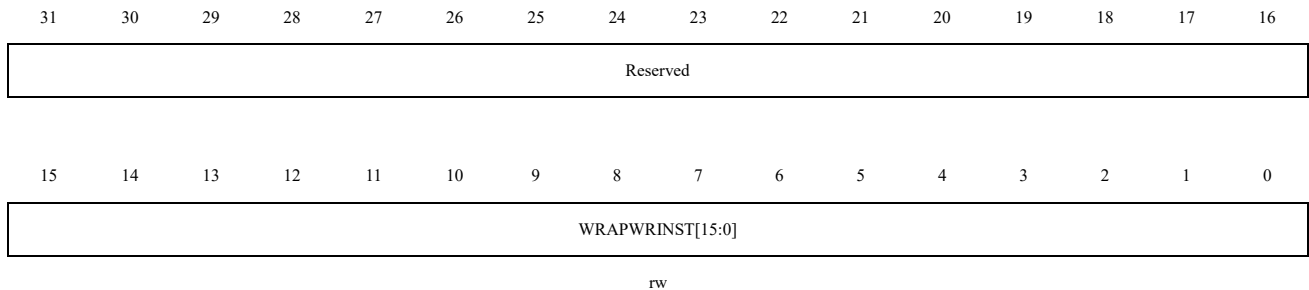 31 30 29 28 27 26 25 24 23 22 21 20 19 18 17 16
Reserved
15 14 13 12 11 10 9 8 7 6 5 4 3 2 1 0
WRAPWRINST[15:0]
rw